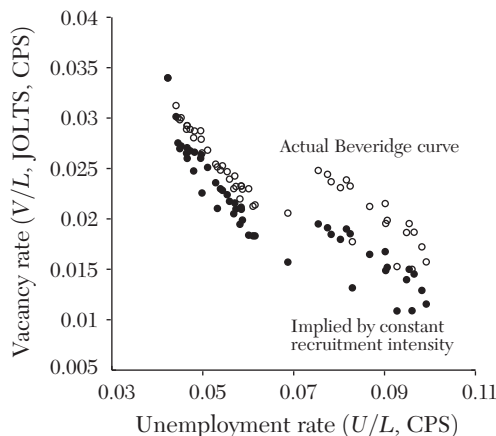 Vacancy rate (V/L, JOLTS, CPS)
0.04
0.035
0.03
0.025
0.02
0.015
0.01
0.005
Actual Beveridge curve
Implied by constant
recruitment intensity
0.03
0.05
0.07
0.09
0.11
Unemployment rate (U/L, CPS)